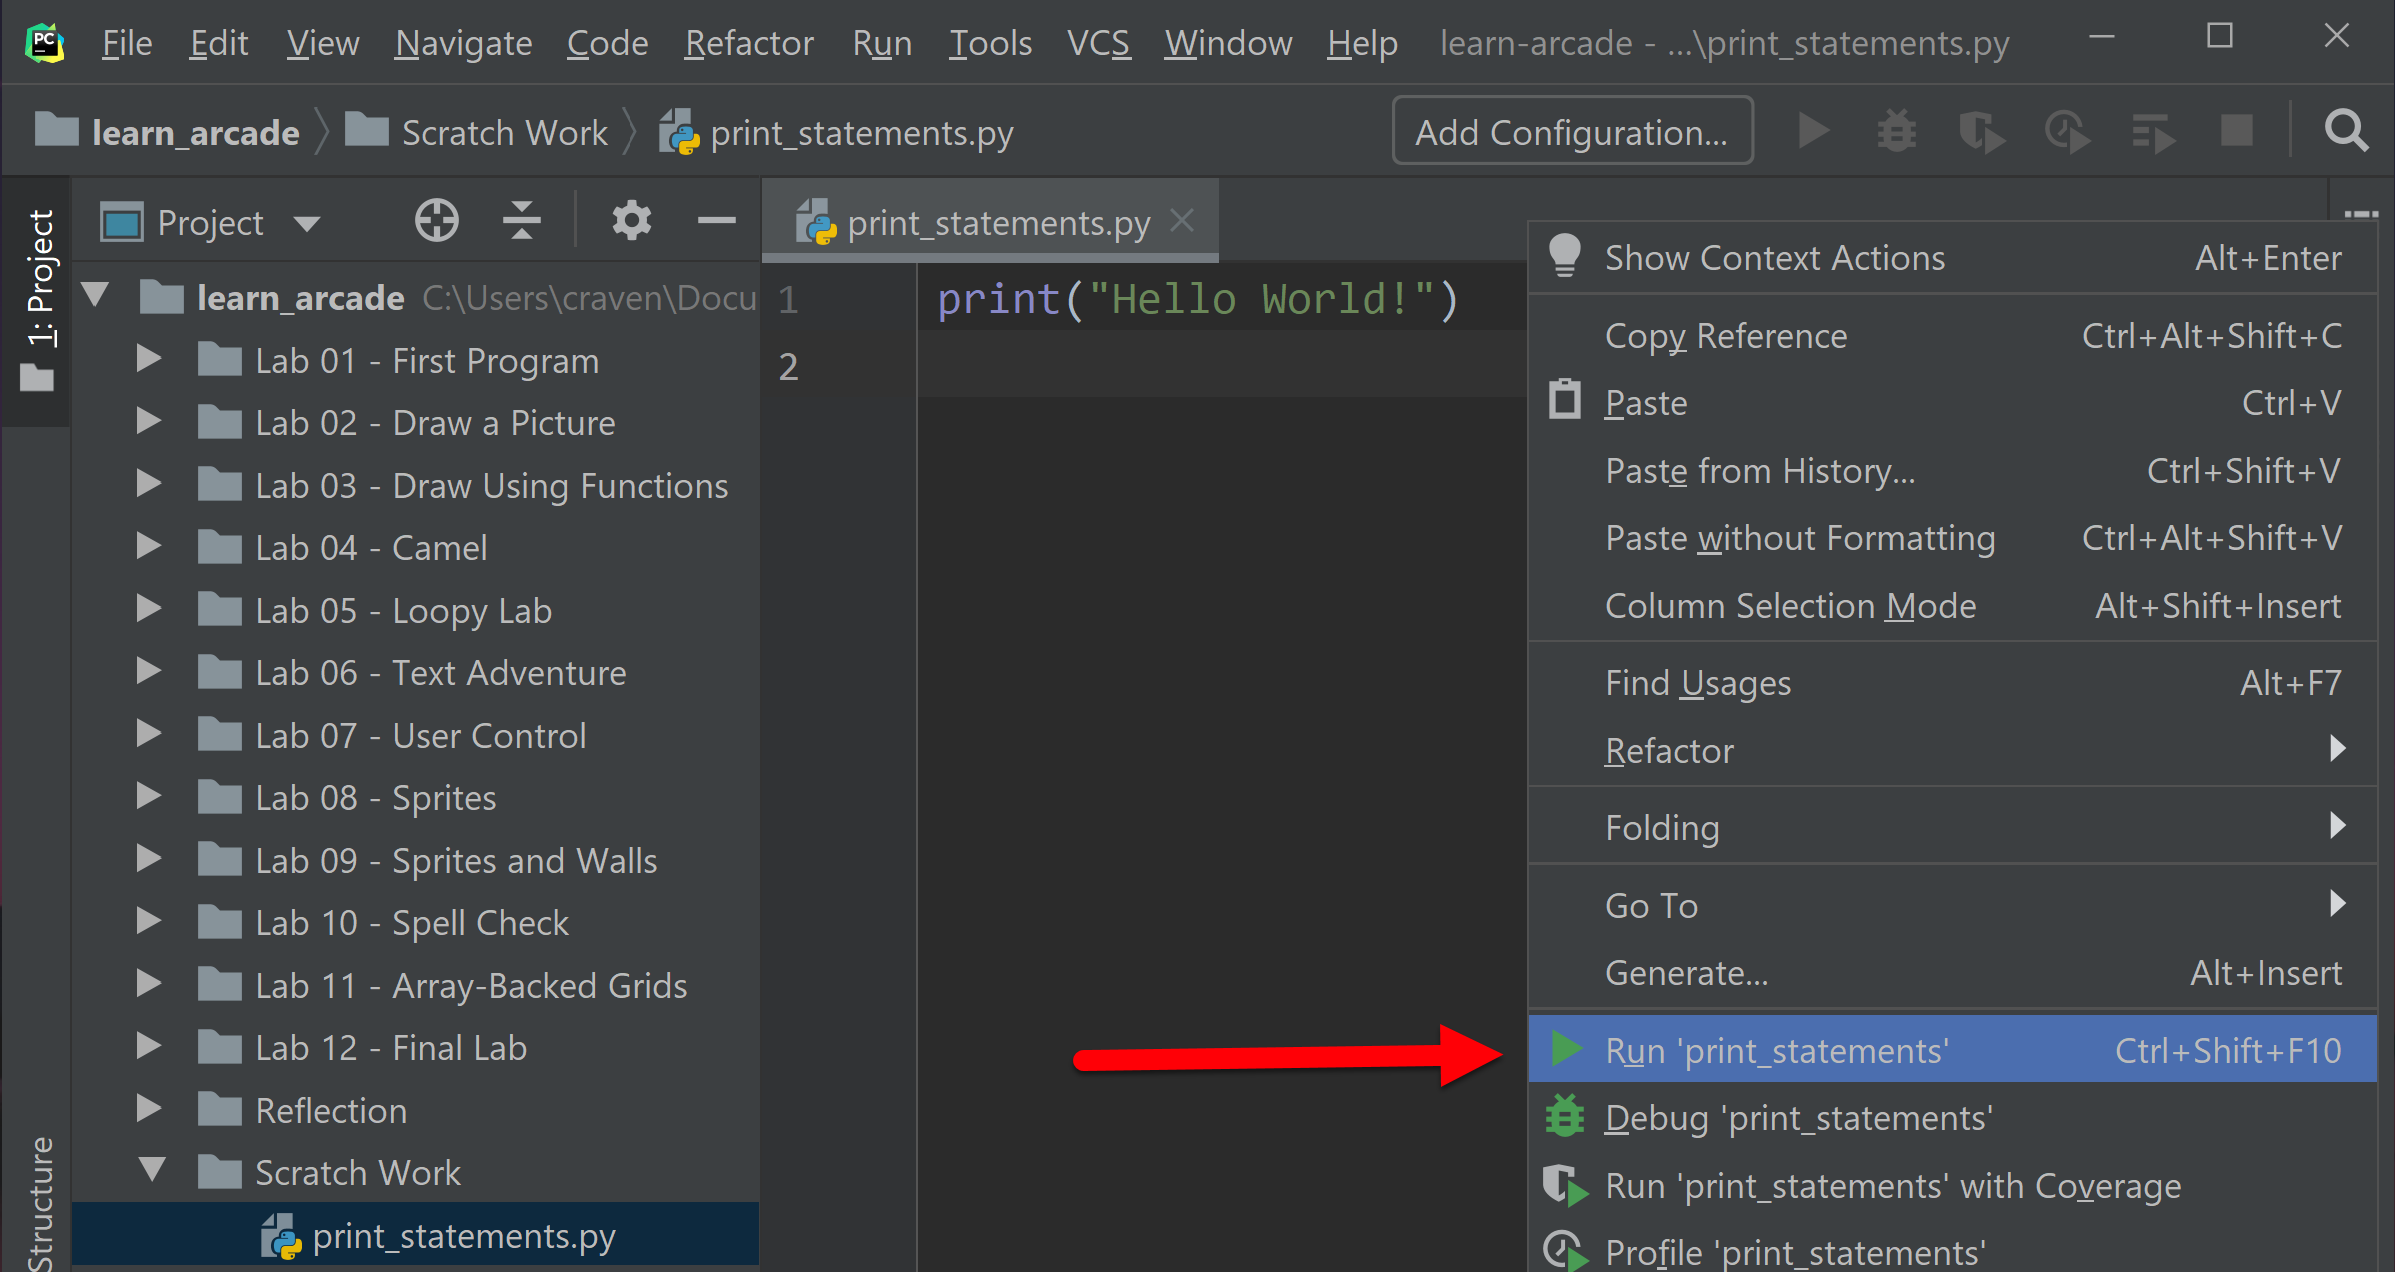 PC File Edit View Navigate Code Refactor Run Tools VCS Window Help learn-arcade - ...\print_statements.py
learn_arcade Scratch Work print_statements.py Add Configuration...
1: Project
Structure
Project
learn_arcade C:\Users\craven\Docu
Lab 01 - First Program
Lab 02 - Draw a Picture
Lab 03 - Draw Using Functions
Lab 04 - Camel
Lab 05 - Loopy Lab
Lab 06 - Text Adventure
Lab 07 - User Control
Lab 08 - Sprites
Lab 09 - Sprites and Walls
Lab 10 - Spell Check
Lab 11 - Array-Backed Grids
Lab 12 - Final Lab
Reflection
Scratch Work
print_statements.py
print_statements.py
1 print("Hello World!")
2
Show Context Actions Alt+Enter
Copy Reference Ctrl+Alt+Shift+C
Paste Ctrl+V
Paste from History... Ctrl+Shift+V
Paste without Formatting Ctrl+Alt+Shift+V
Column Selection Mode Alt+Shift+Insert
Find Usages Alt+F7
Refactor
Folding
Go To
Generate... Alt+Insert
Run 'print_statements' Ctrl+Shift+F10
Debug 'print_statements'
Run 'print_statements' with Coverage
Profile 'print_statements'